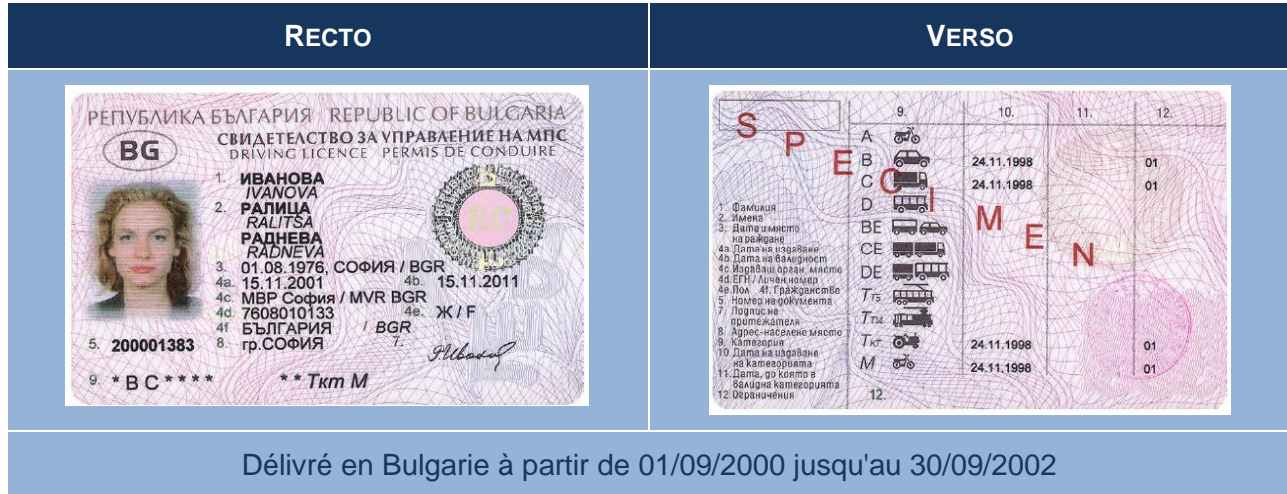 RECTO
VERSO
РЕПУБЛИКА БЪЛГАРИЯ REPUBLIC OF BULGARIA
BG
СВИДЕТЕЛСТВО ЗА УПРАВЛЕНИЕ НА МПС
DRIVING LICENCE PERMIS DE CONDUIRE
1. ИВАНОВА
IVANOVA
2. РАЛИЦА
RALITSA
РАДНЕВА
RADNEVA
3. 01.08.1976, СОФИЯ / BGR
4a. 15.11.2001 4b. 15.11.2011
4c. МВР София / MVR BGR
4d. 7608010133 4e. Ж / F
4f БЪЛГАРИЯ / BGR
5. 200001383 8. гр.СОФИЯ 7.
9. * B C * * * * * * Ткт M
BG
SPECIMEN
9. 10. 11. 12.
A
B 24.11.1998 01
C 24.11.1998 01
D
BE
CE
DE
Ттб
Ттм
Ткт 24.11.1998 01
M 24.11.1998 01
12.
1. Фамилия
2. Имена
3. Дата и място
на раждане
4a. Дата на издаване
4b. Дата на валидност
4c. Издаващ орган, място
4d. ЕГН / Личен номер
4e. Пол 4f. Гражданство
5. Номер на документа
7. Подпис на
притежателя
8. Адрес-населено място
9. Категория
10. Дата на издаване
на категорията
11. Дата, до която е
валидна категорията
12. Ограничения
Délivré en Bulgarie à partir de 01/09/2000 jusqu'au 30/09/2002